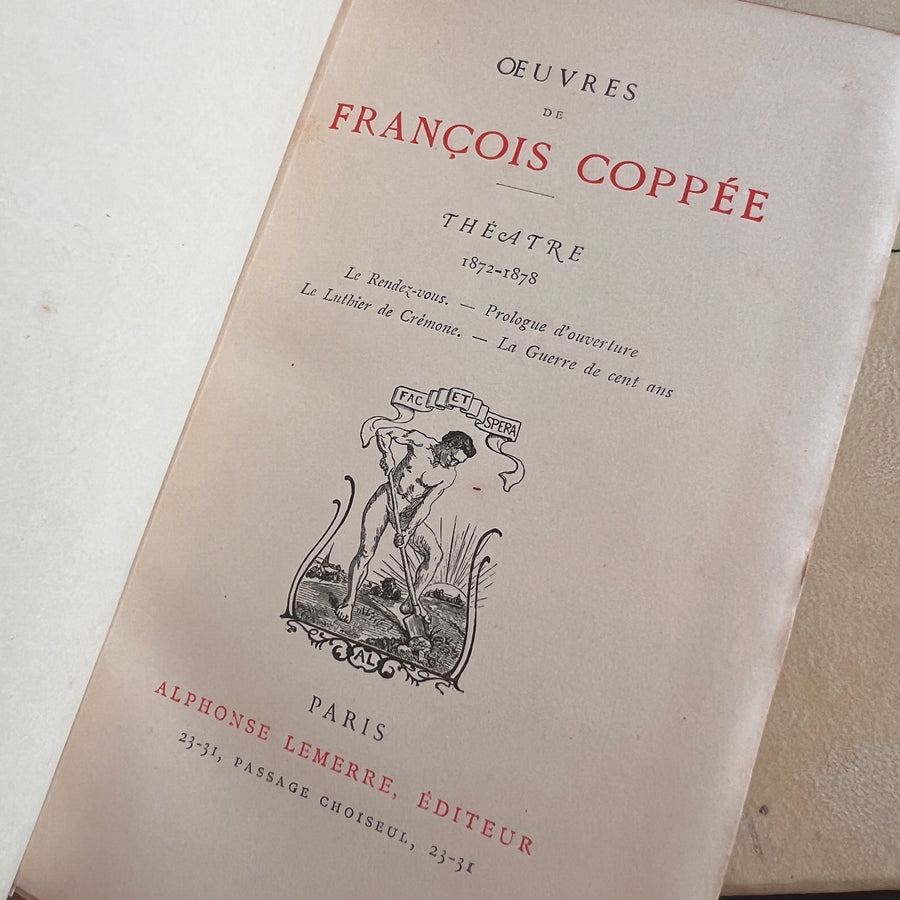 ŒUVRES
DE
FRANÇOIS COPPÉE
THÉATRE
1872-1878
Le Rendez-vous. — Prologue d'ouverture
Le Luthier de Crémone. — La Guerre de cent ans
FAC ET SPERA
AL
PARIS
ALPHONSE LEMERRE, ÉDITEUR
23-31, PASSAGE CHOISEUL, 23-31